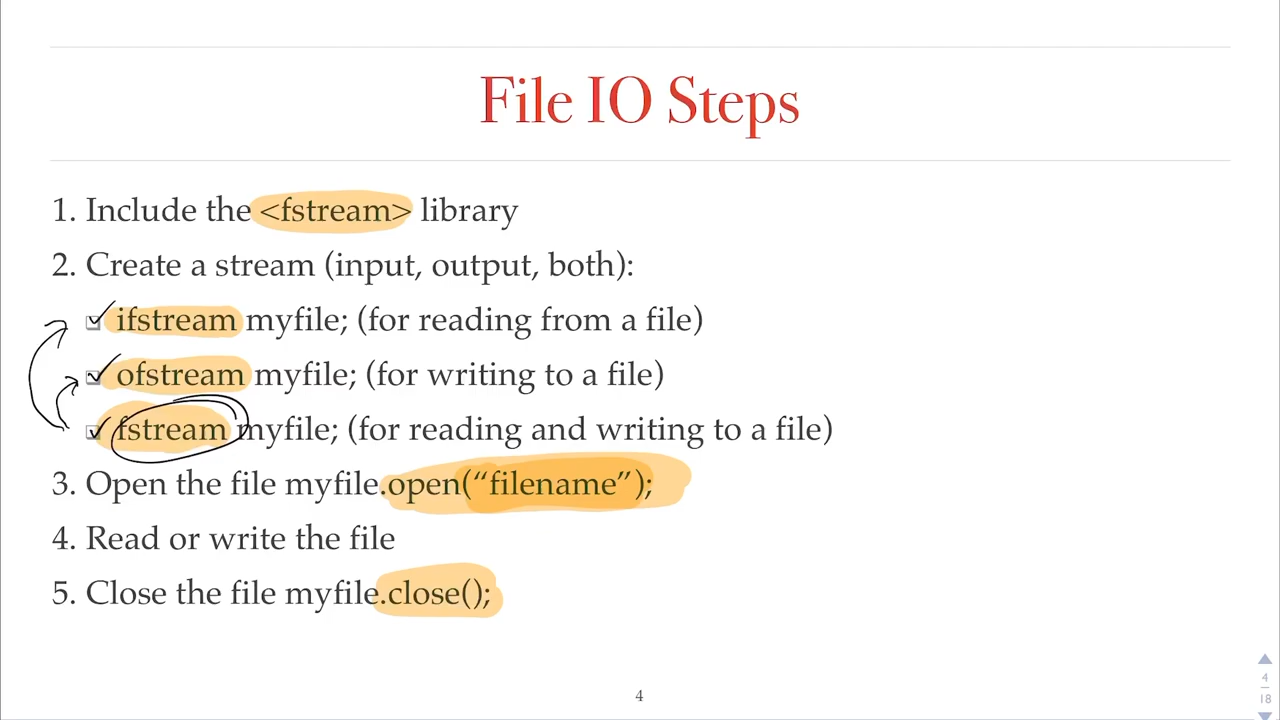 File IO Steps
1. Include the <fstream> library
2. Create a stream (input, output, both):
ifstream myfile; (for reading from a file)
ofstream myfile; (for writing to a file)
fstream myfile; (for reading and writing to a file)
3. Open the file myfile.open(“filename”);
4. Read or write the file
5. Close the file myfile.close();
4
4
18